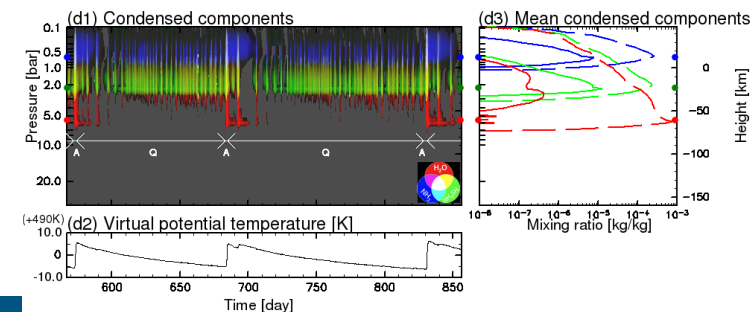 (d1) Condensed components
(d3) Mean condensed components
Pressure [bar]
0.1
0.5
1.0
2.0
5.0
10.0
20.0
A Q A Q A
H₂O
NH₃
0
−50
−100
−150
Height [km]
10⁻⁸ 10⁻⁷ 10⁻⁶ 10⁻⁵ 10⁻⁴ 10⁻³
Mixing ratio [kg/kg]
(+490K) (d2) Virtual potential temperature [K]
10.0
0
-10.0
600 650 700 750 800 850
Time [day]